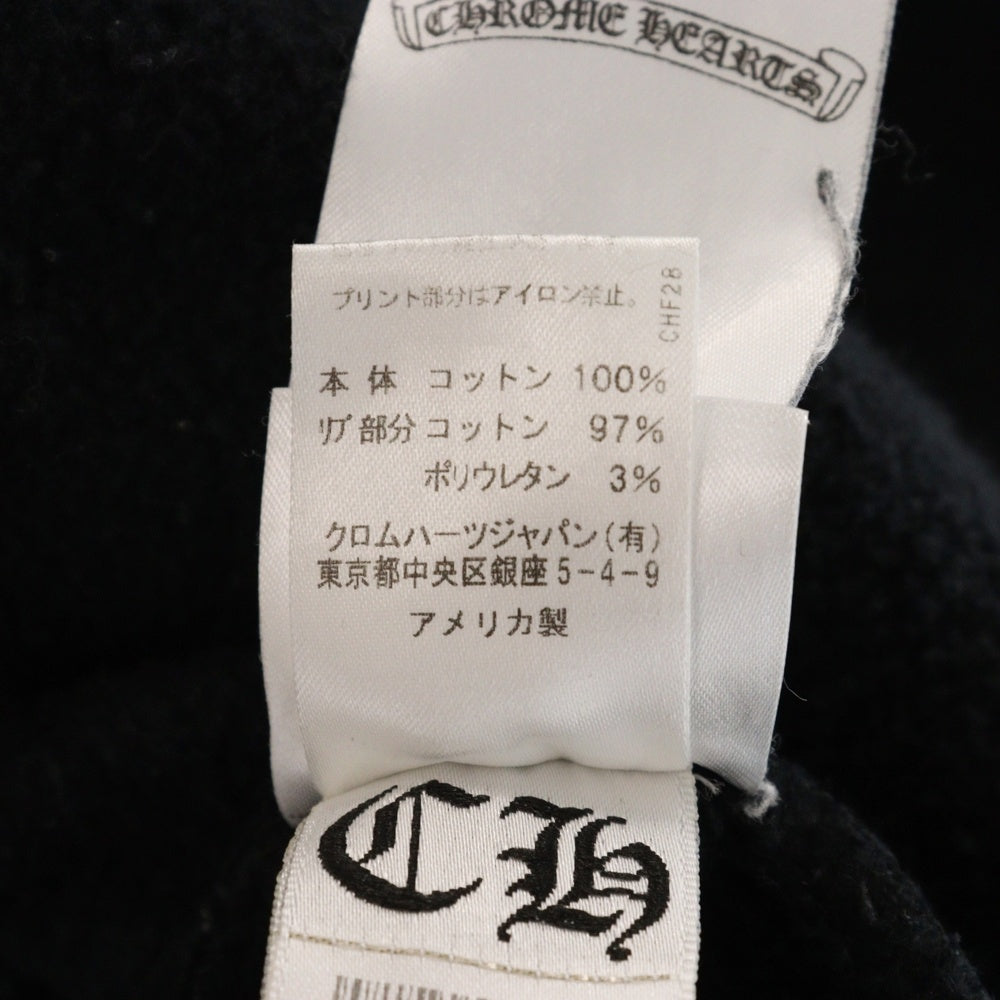 CHROME HEARTS
プリント部分はアイロン禁止。
CHF28
本体 コットン 100%
リブ部分 コットン 97%
ポリウレタン 3%
クロムハーツジャパン(有)
東京都中央区銀座5-4-9
アメリカ製
CH